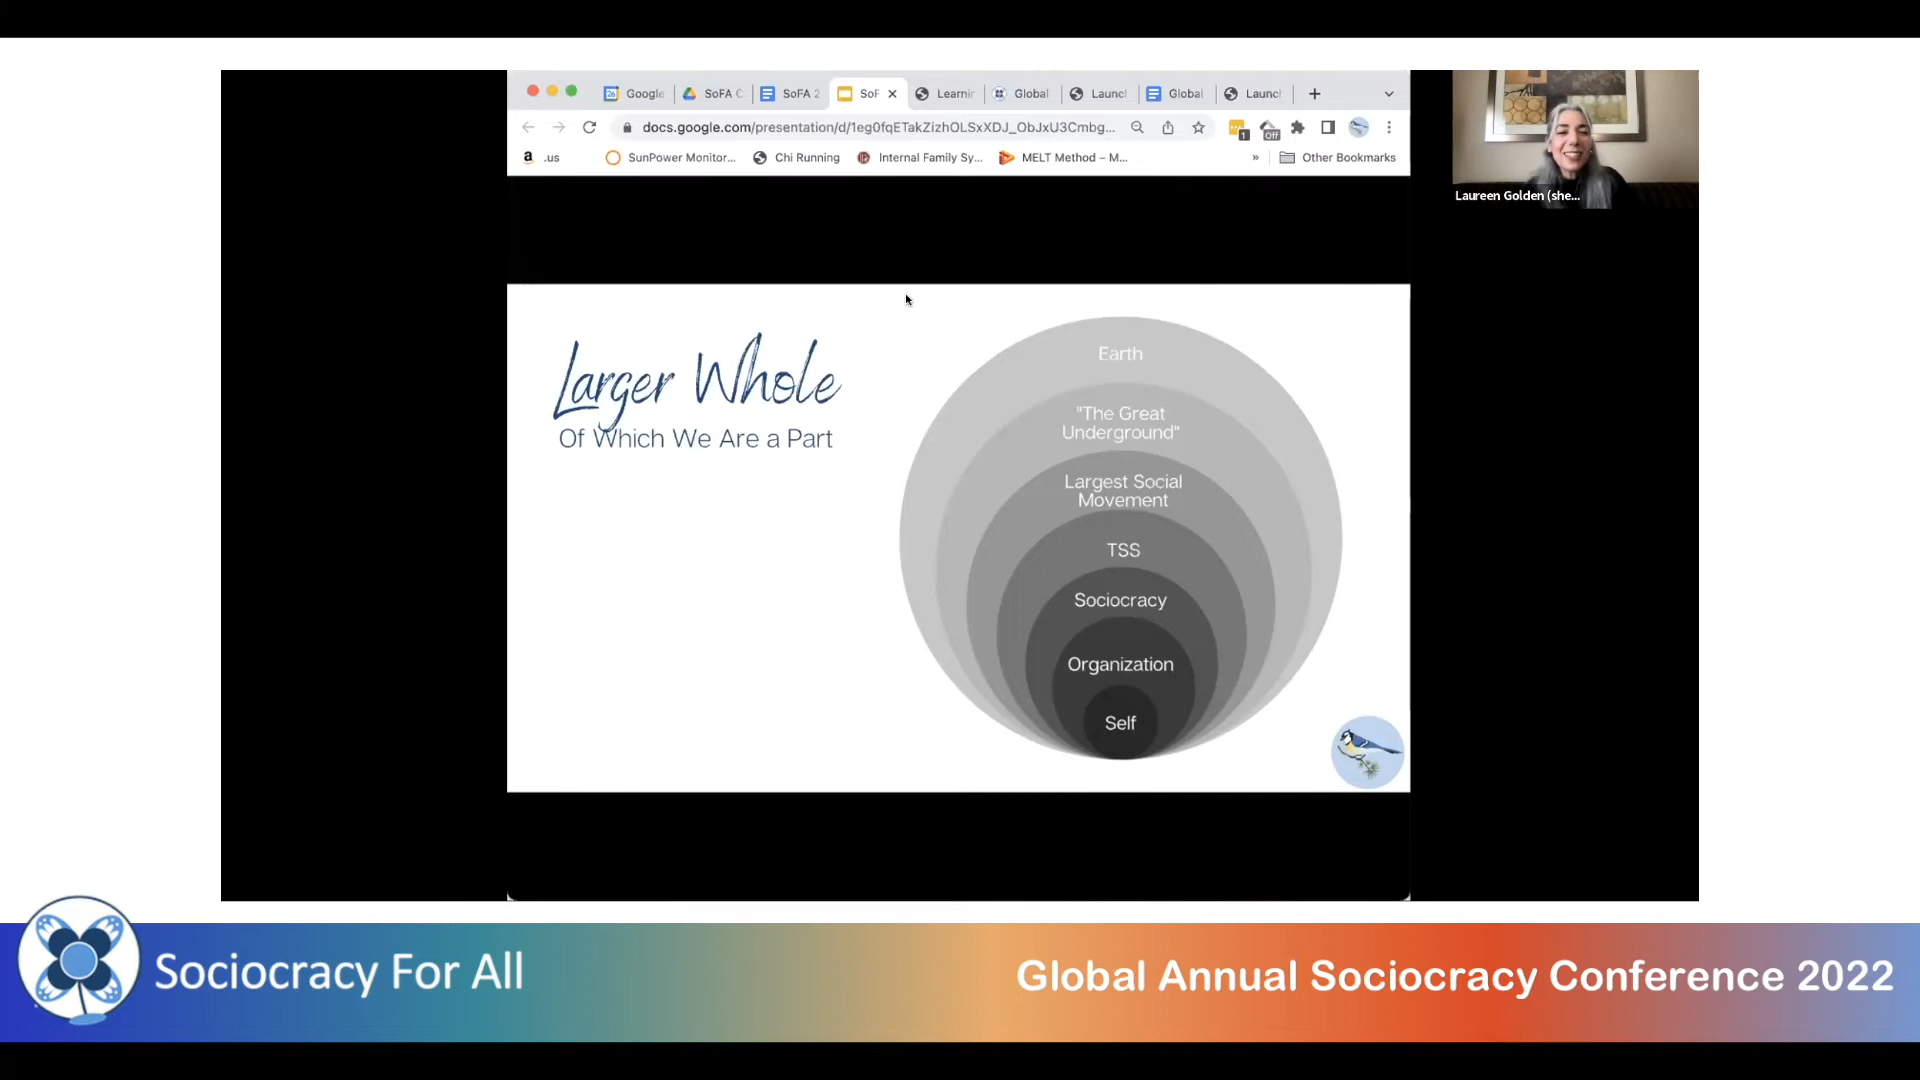 Google
SoFA C
SoFA 2
SoF
Learnin
Global
Launch
Global
Launch
docs.google.com/presentation/d/1eg0fqETakZizhOLSxXDJ_ObJxU3Cmbg...
1
Off
a .us
SunPower Monitor...
Chi Running
Internal Family Sy...
MELT Method – M...
»
Other Bookmarks
Laureen Golden (she...
Larger Whole
Of Which We Are a Part
Earth
"The Great
Underground"
Largest Social
Movement
TSS
Sociocracy
Organization
Self
Sociocracy For All
Global Annual Sociocracy Conference 2022